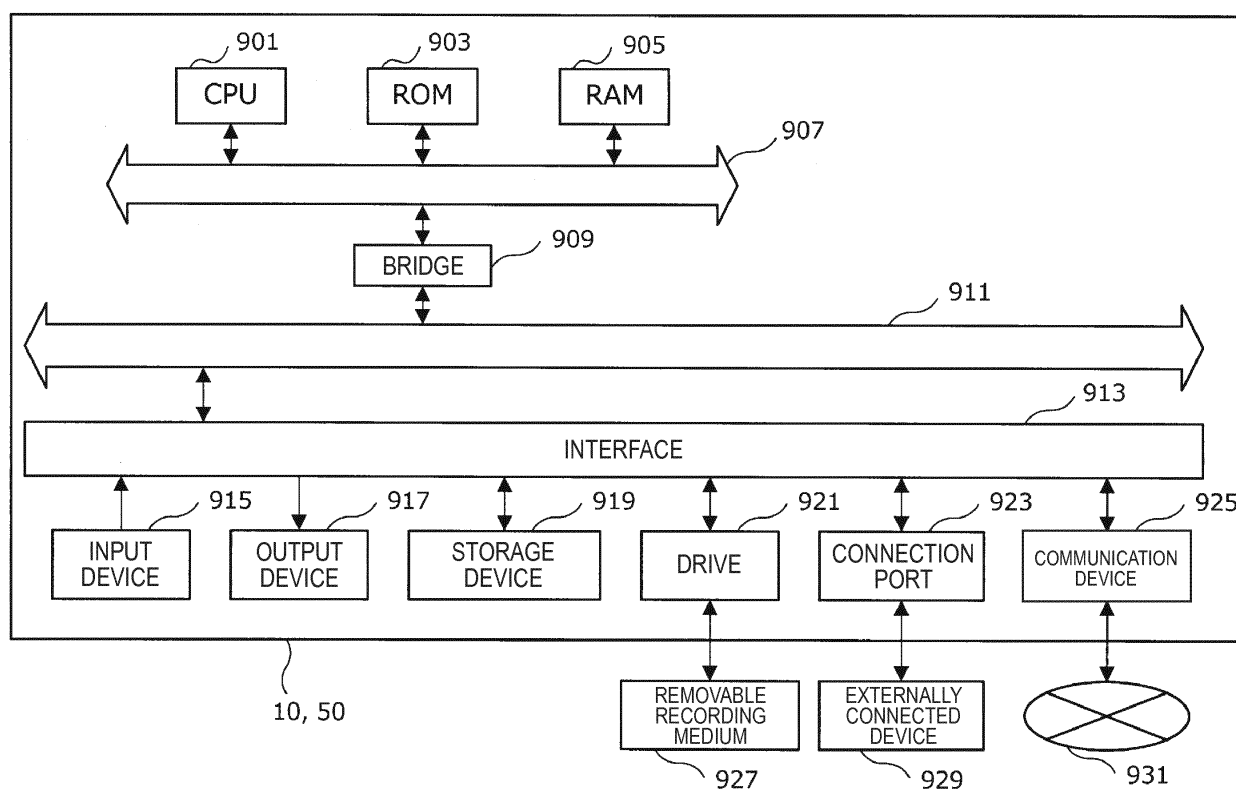 901
903
905
CPU
ROM
RAM
907
909
BRIDGE
911
913
INTERFACE
915
917
919
921
923
925
INPUT
DEVICE
OUTPUT
DEVICE
STORAGE
DEVICE
DRIVE
CONNECTION
PORT
COMMUNICATION
DEVICE
10, 50
REMOVABLE
RECORDING
MEDIUM
EXTERNALLY
CONNECTED
DEVICE
927
929
931